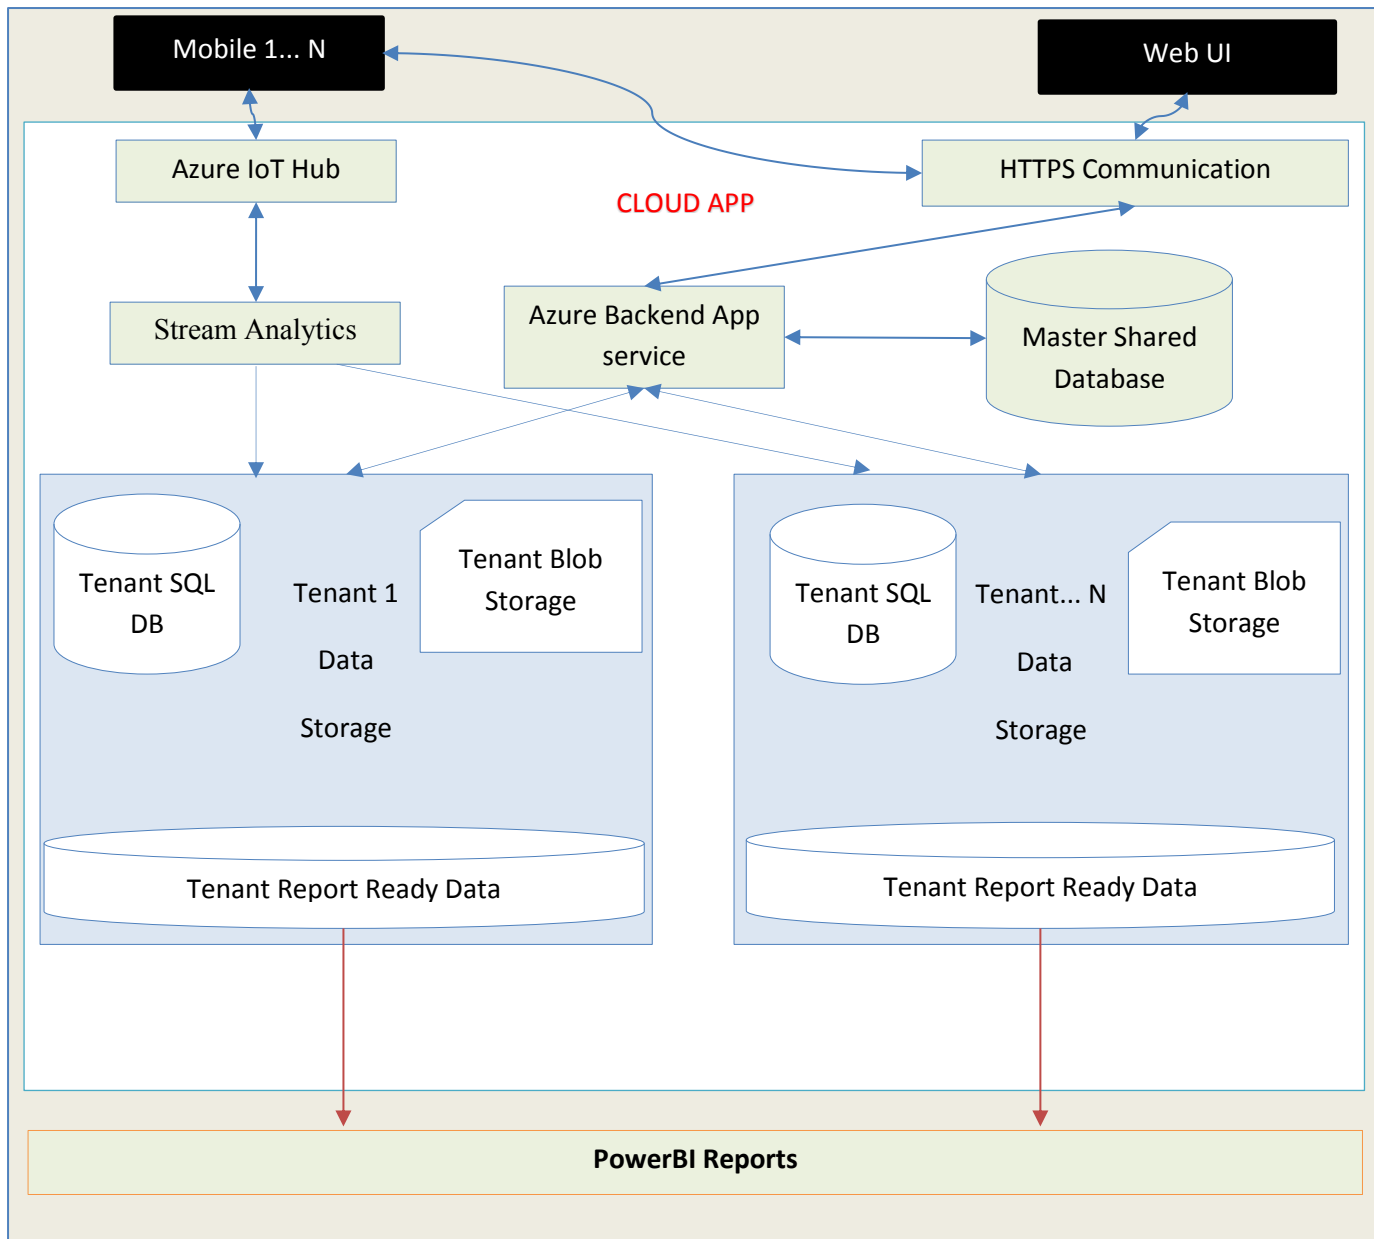 Mobile 1... N
Web UI
Azure IoT Hub
HTTPS Communication
CLOUD APP
Stream Analytics
Azure Backend App
service
Master Shared
Database
Tenant SQL
DB
Tenant 1
Data
Storage
Tenant Blob
Storage
Tenant SQL
DB
Tenant... N
Data
Storage
Tenant Blob
Storage
Tenant Report Ready Data
Tenant Report Ready Data
PowerBI Reports